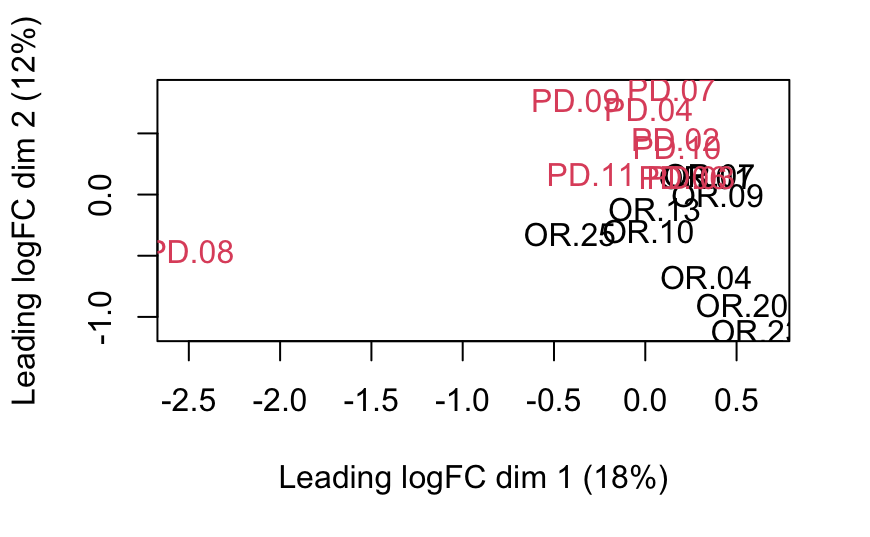 Leading logFC dim 2 (12%)
0.0
-1.0
PD.07
PD.09
PD.04
PD.02
PD.10
PD.11
OR.07
OR.09
OR.13
OR.25
OR.10
PD.08
OR.04
OR.20
-2.5 -2.0 -1.5 -1.0 -0.5 0.0 0.5
Leading logFC dim 1 (18%)